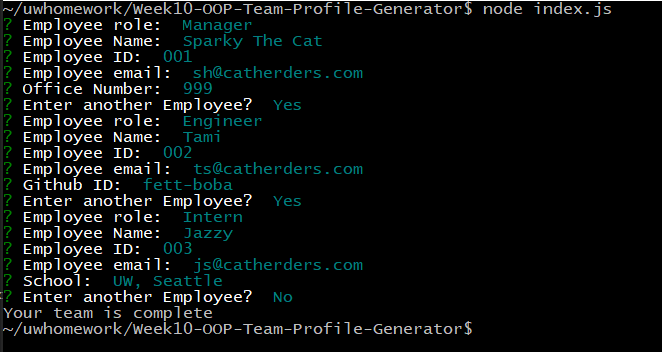 ~/uwhomework/Week10-OOP-Team-Profile-Generator$ node index.js
? Employee role:  Manager
? Employee Name:  Sparky The Cat
? Employee ID:  001
? Employee email:  sh@catherders.com
? Office Number:  999
? Enter another Employee?  Yes
? Employee role:  Engineer
? Employee Name:  Tami
? Employee ID:  002
? Employee email:  ts@catherders.com
? Github ID:  fett-boba
? Enter another Employee?  Yes
? Employee role:  Intern
? Employee Name:  Jazzy
? Employee ID:  003
? Employee email:  js@catherders.com
? School:  UW, Seattle
? Enter another Employee?  No
Your team is complete
~/uwhomework/Week10-OOP-Team-Profile-Generator$